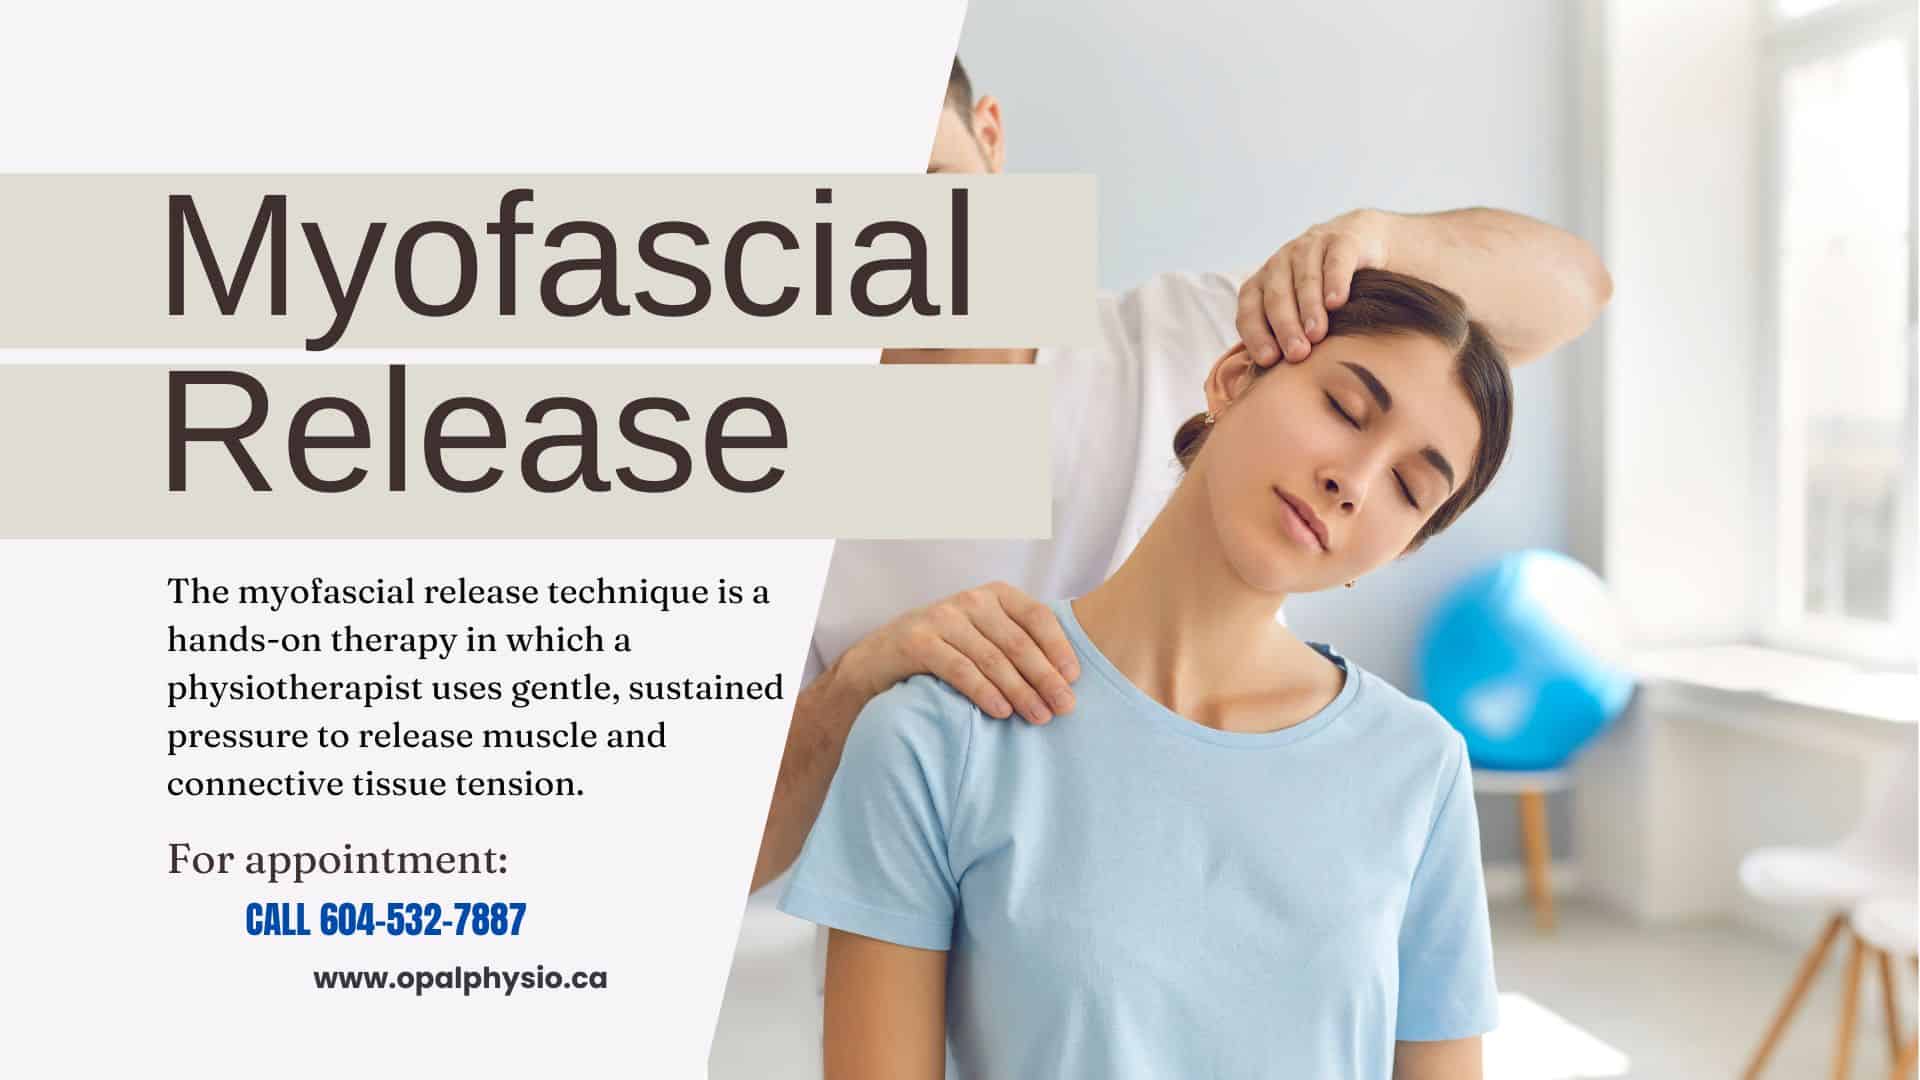 Myofascial
Release
The myofascial release technique is a
hands-on therapy in which a
physiotherapist uses gentle, sustained
pressure to release muscle and
connective tissue tension.
For appointment:
CALL 604-532-7887
www.opalphysio.ca